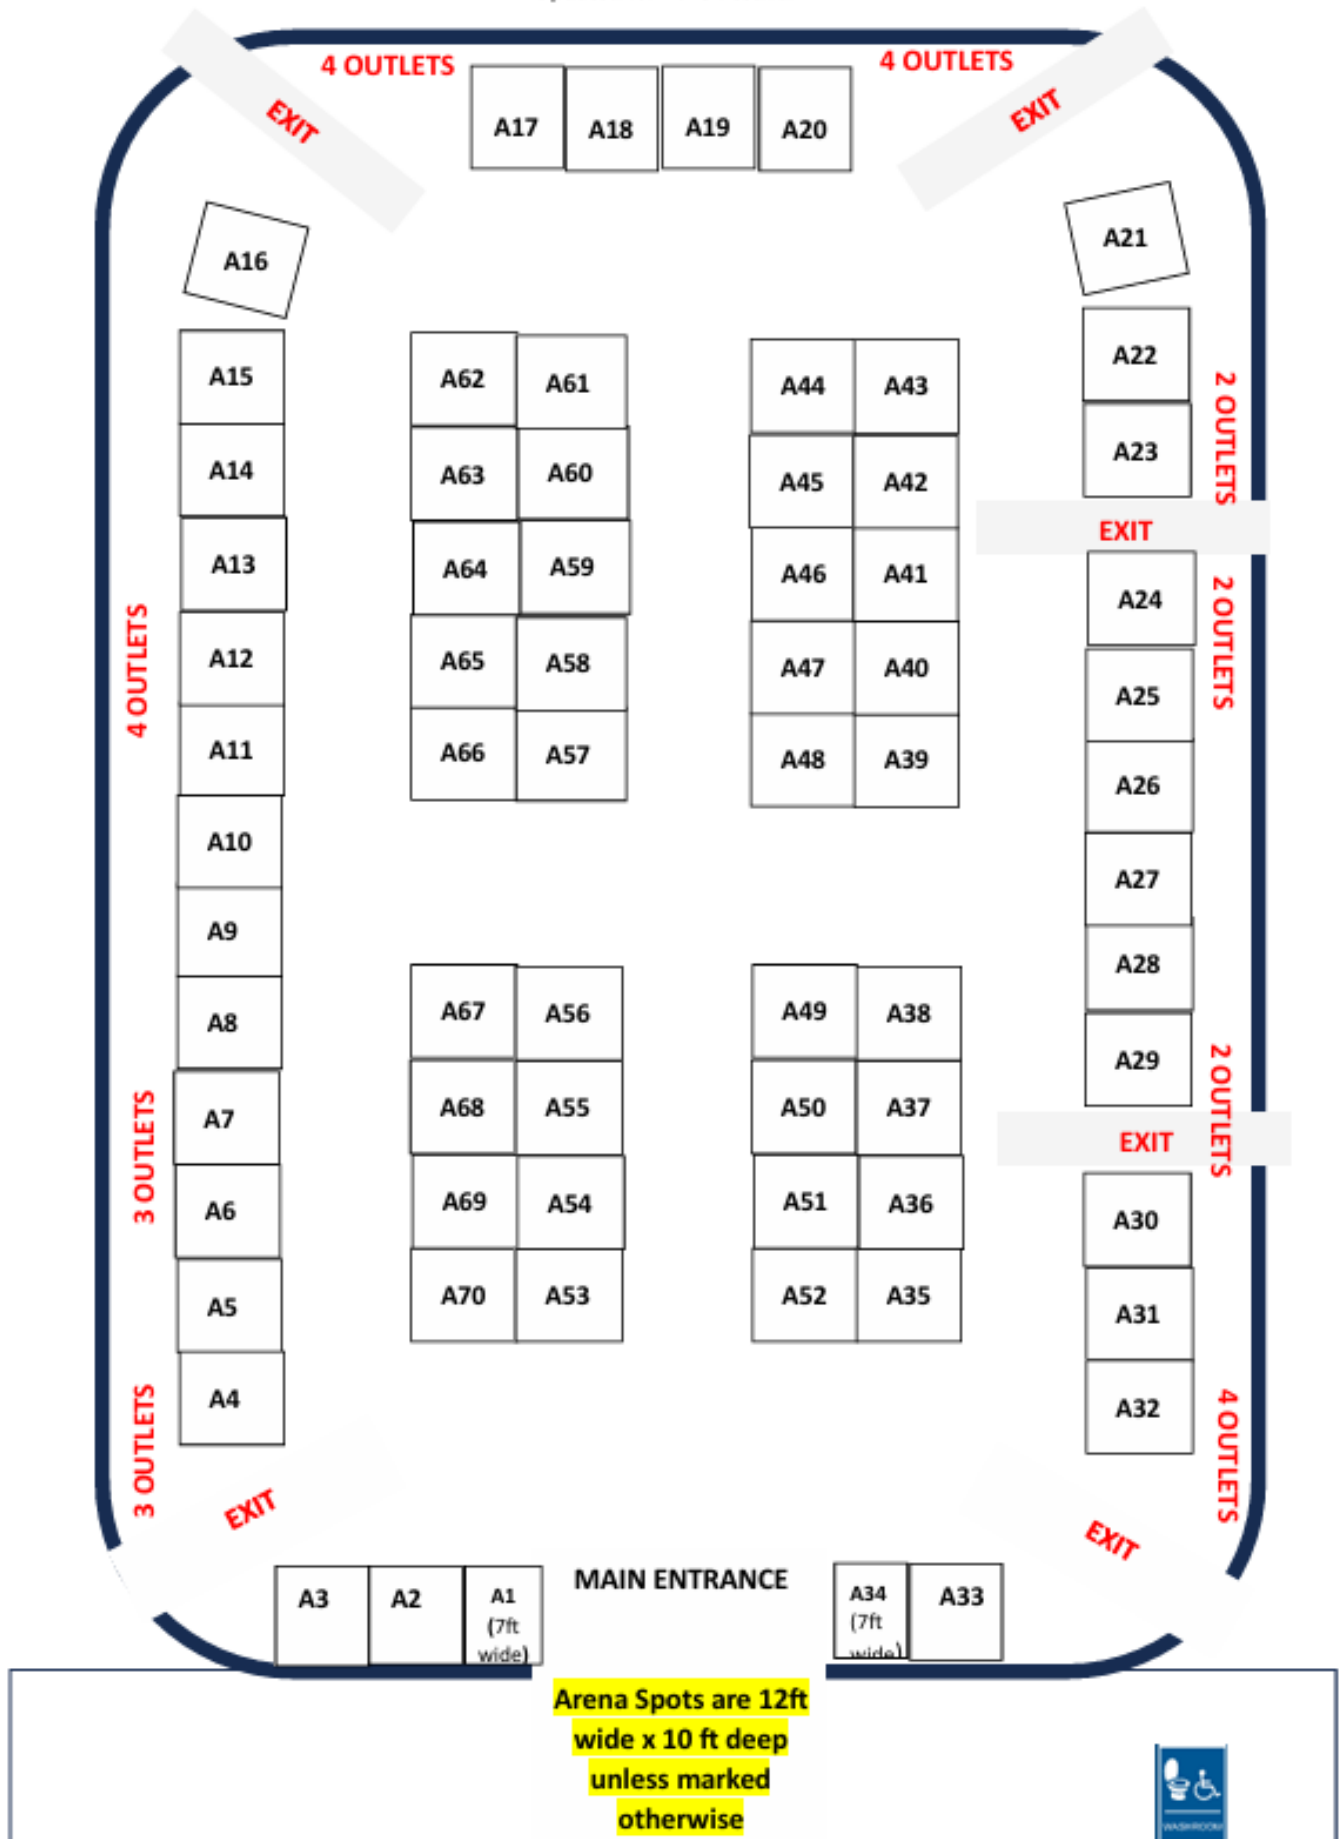 4 OUTLETS
4 OUTLETS
EXIT
EXIT
A17
A18
A19
A20
A16
A21
A15
A14
A13
A12
A11
A10
A9
A8
A7
A6
A5
A4
4 OUTLETS
3 OUTLETS
3 OUTLETS
A62
A61
A63
A60
A64
A59
A65
A58
A66
A57
A44
A43
A45
A42
A46
A41
A47
A40
A48
A39
A67
A56
A68
A55
A69
A54
A70
A53
A49
A38
A50
A37
A51
A36
A52
A35
A22
A23
2 OUTLETS
EXIT
A24
A25
A26
A27
A28
A29
2 OUTLETS
2 OUTLETS
EXIT
A30
A31
A32
4 OUTLETS
EXIT
EXIT
A3
A2
A1
(7ft
wide)
MAIN ENTRANCE
A34
(7ft
wide)
A33
Arena Spots are 12ft
wide x 10 ft deep
unless marked
otherwise
WASHROOM